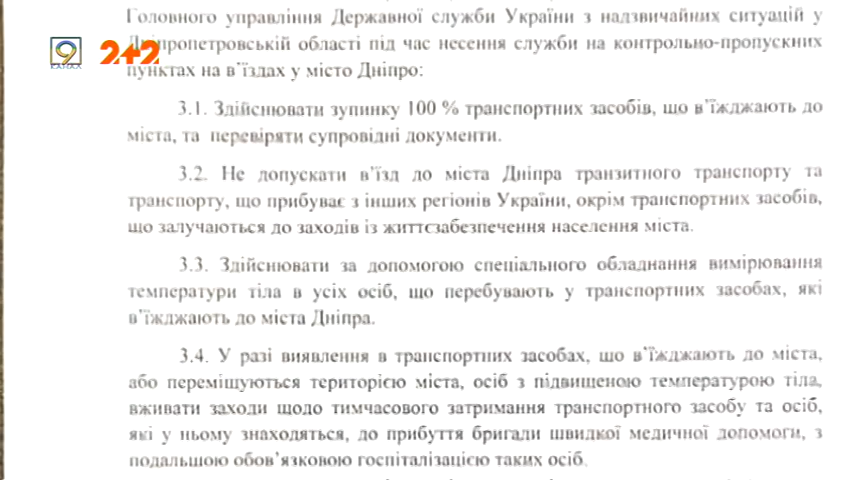 Головного управління Державної служби України з надзвичайних ситуацій у
Дніпропетровській області під час несення служби на контрольно-пропускних
пунктах на в'їздах у місто Дніпро:
9
КАНАЛ
2+2
3.1. Здійснювати зупинку 100 % транспортних засобів, що в'їжджають до
міста, та перевіряти супровідні документи.
3.2. Не допускати в'їзд до міста Дніпра транзитного транспорту та
транспорту, що прибуває з інших регіонів України, окрім транспортних засобів,
що залучаються до заходів із життєзабезпечення населення міста.
3.3. Здійснювати за допомогою спеціального обладнання вимірювання
температури тіла в усіх осіб, що перебувають у транспортних засобах, які
в'їжджають до міста Дніпра.
3.4. У разі виявлення в транспортних засобах, що в'їжджають до міста,
або переміщуються територією міста, осіб з підвищеною температурою тіла,
вживати заходи щодо тимчасового затримання транспортного засобу та осіб,
які у ньому знаходяться, до прибуття бригади швидкої медичної допомоги, з
подальшою обов'язковою госпіталізацією таких осіб.